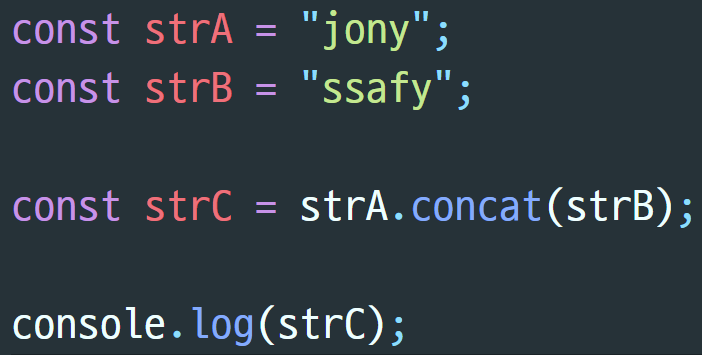 const strA = "jony";
const strB = "ssafy";
const strC = strA.concat(strB);
console.log(strC);